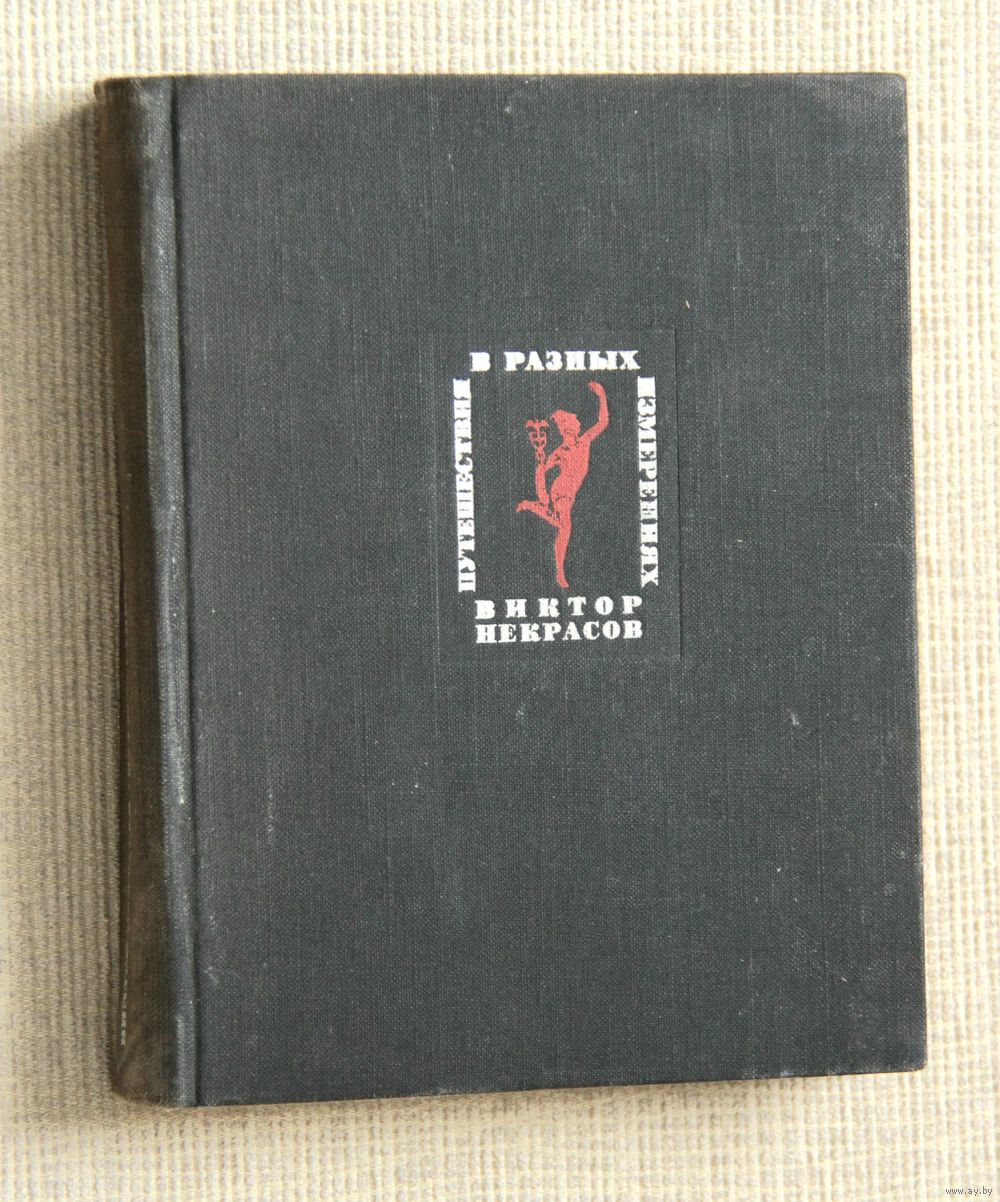 ПУТЕШЕСТВИЯ
В РАЗНЫХ
ИЗМЕРЕНИЯХ
ВИКТОР
НЕКРАСОВ
www.ay.by